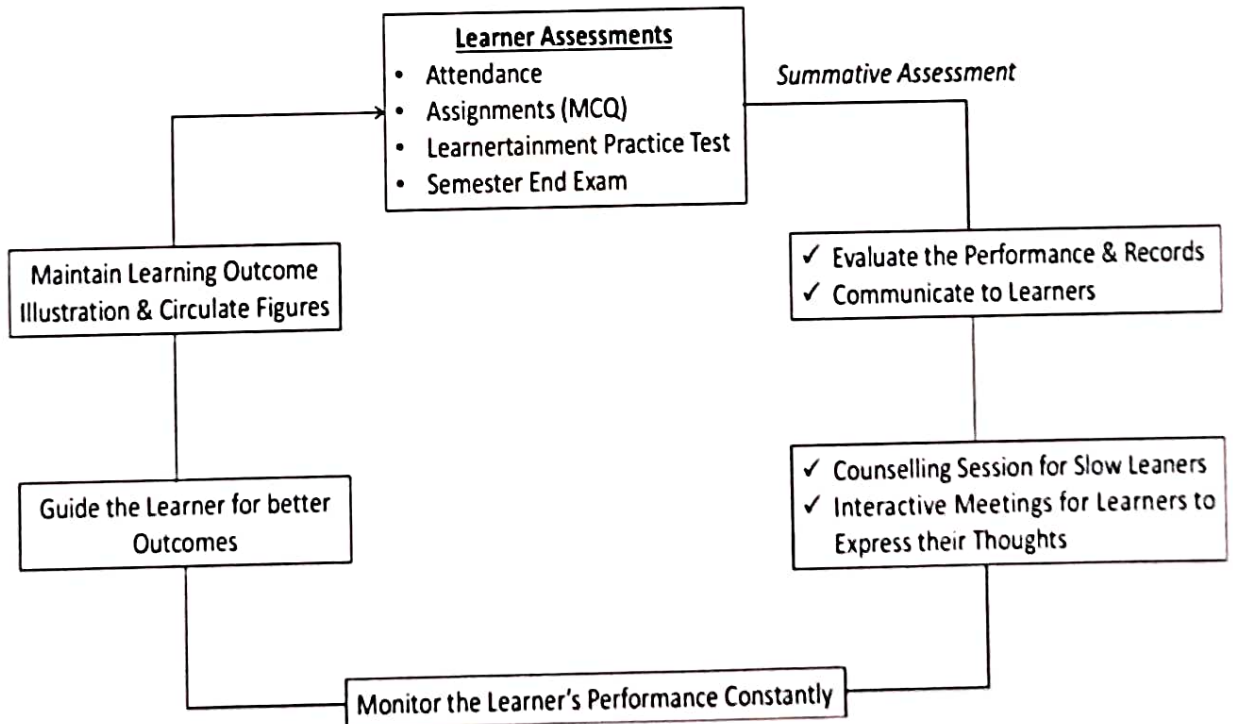 Learner Assessments
• Attendance
• Assignments (MCQ)
• Learnertainment Practice Test
• Semester End Exam
Summative Assessment
✓ Evaluate the Performance & Records
✓ Communicate to Learners
✓ Counselling Session for Slow Leaners
✓ Interactive Meetings for Learners to
Express their Thoughts
Monitor the Learner's Performance Constantly
Guide the Learner for better
Outcomes
Maintain Learning Outcome
Illustration & Circulate Figures